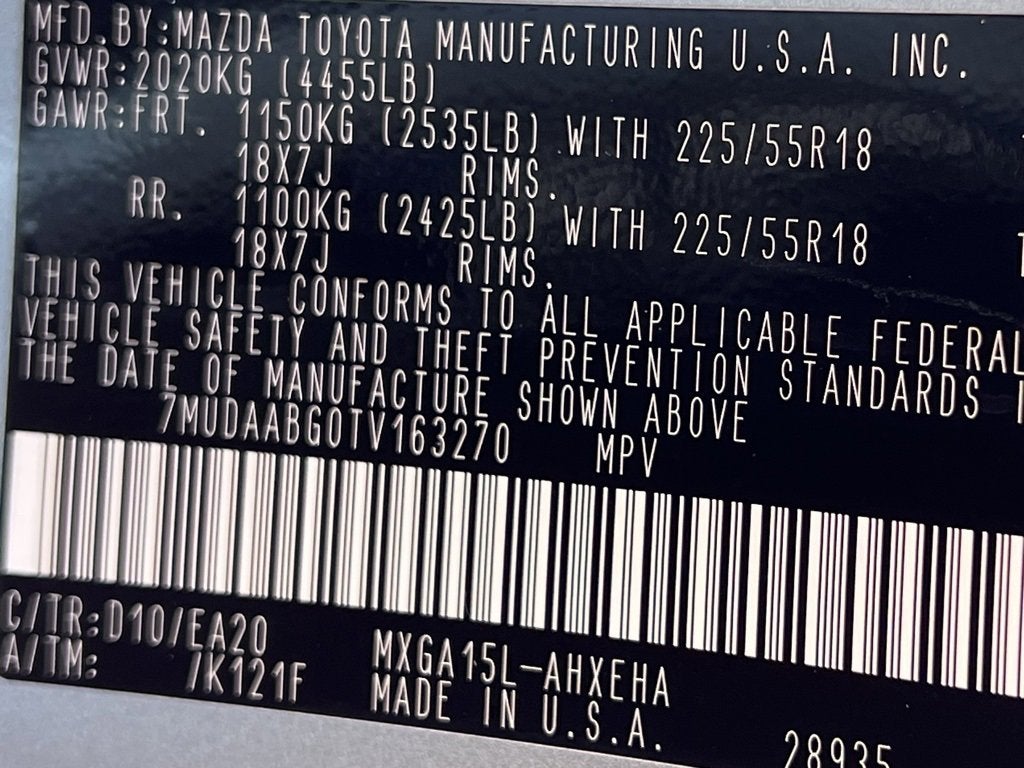 MFD.BY:MAZDA TOYOTA MANUFACTURING U.S.A. INC.
GVWR:2020KG (4455LB)
GAWR:FRT. 1150KG (2535LB) WITH 225/55R18
18X7J RIMS.
RR. 1100KG (2425LB) WITH 225/55R18
18X7J RIMS.
THIS VEHICLE CONFORMS TO ALL APPLICABLE FEDERAL
VEHICLE SAFETY AND THEFT PREVENTION STANDARDS
THE DATE OF MANUFACTURE SHOWN ABOVE
7MUDAABG0TV163270 MPV
C/TR:D10/EA20 MXGA15L-AHXEHA
A/TM: /K121F MADE IN U.S.A.
28935